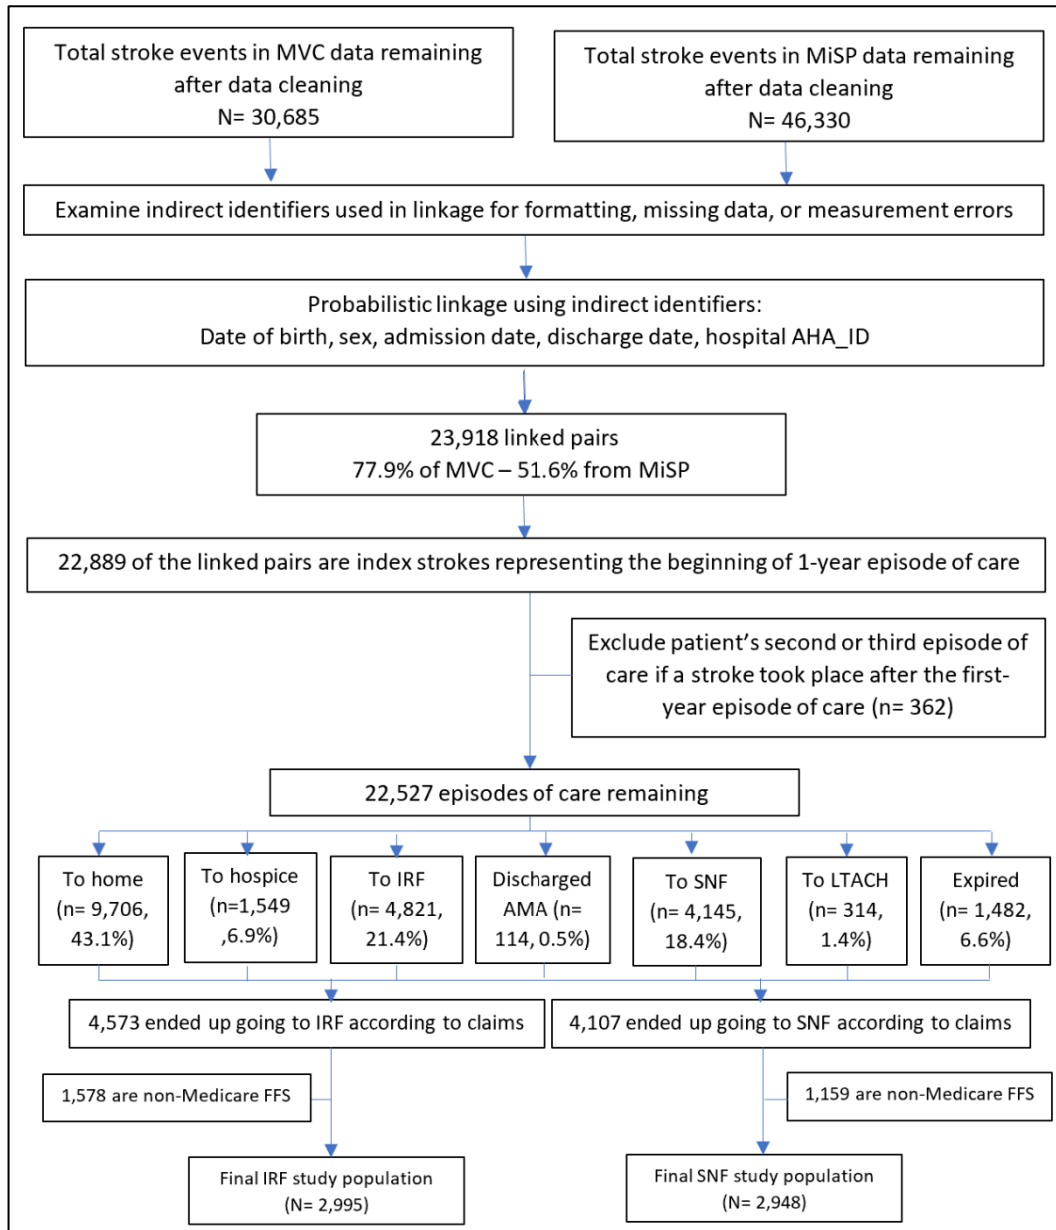 Total stroke events in MVC data remaining
after data cleaning
N= 30,685
Total stroke events in MiSP data remaining
after data cleaning
N= 46,330
Examine indirect identifiers used in linkage for formatting, missing data, or measurement errors
Probabilistic linkage using indirect identifiers:
Date of birth, sex, admission date, discharge date, hospital AHA_ID
23,918 linked pairs
77.9% of MVC – 51.6% from MiSP
22,889 of the linked pairs are index strokes representing the beginning of 1-year episode of care
Exclude patient's second or third episode of
care if a stroke took place after the first-
year episode of care (n= 362)
22,527 episodes of care remaining
To home
(n= 9,706,
43.1%)
To hospice
(n=1,549
,6.9%)
To IRF
(n= 4,821,
21.4%)
Discharged
AMA (n=
114, 0.5%)
To SNF
(n= 4,145,
18.4%)
To LTACH
(n= 314,
1.4%)
Expired
(n= 1,482,
6.6%)
4,573 ended up going to IRF according to claims
4,107 ended up going to SNF according to claims
1,578 are non-Medicare FFS
1,159 are non-Medicare FFS
Final IRF study population
(N= 2,995)
Final SNF study population
(N= 2,948)